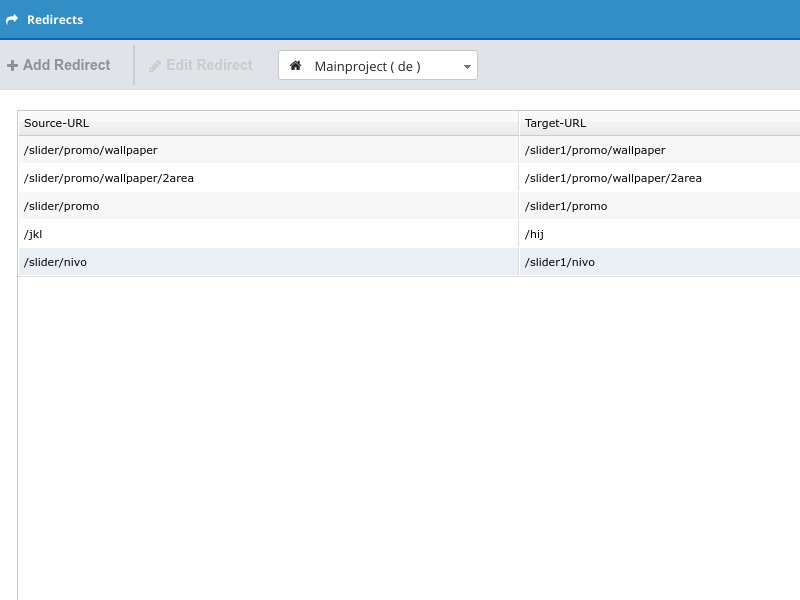 Redirects
Add Redirect Edit Redirect Mainproject ( de )
Source-URL Target-URL
/slider/promo/wallpaper /slider1/promo/wallpaper
/slider/promo/wallpaper/2area /slider1/promo/wallpaper/2area
/slider/promo /slider1/promo
/jkl /hij
/slider/nivo /slider1/nivo